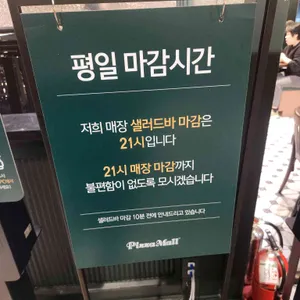 평일 마감시간
저희 매장 샐러드바 마감은
21시입니다
21시 매장 마감까지
불편함이 없도록 모시겠습니다
샐러드바 마감 10분 전에 안내드리고 있습니다
Pizza Mall